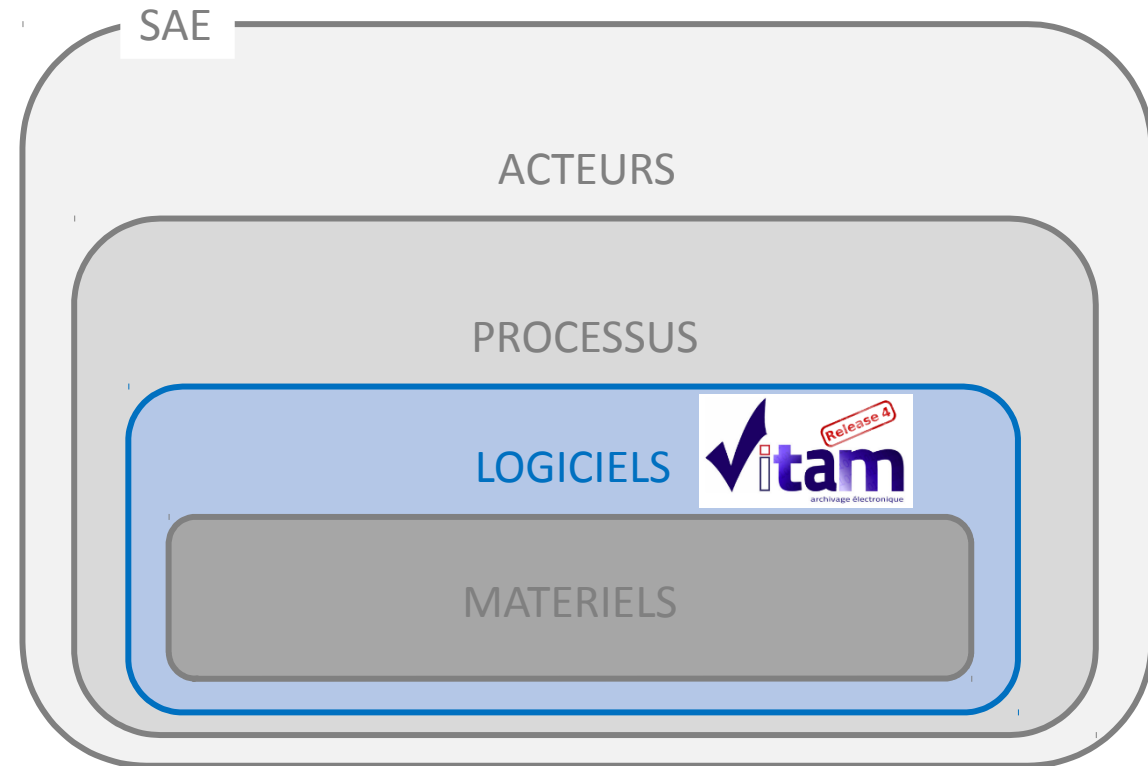 SAE
ACTEURS
PROCESSUS
LOGICIELS
Release 4
Vitam
archivage électronique
MATERIELS